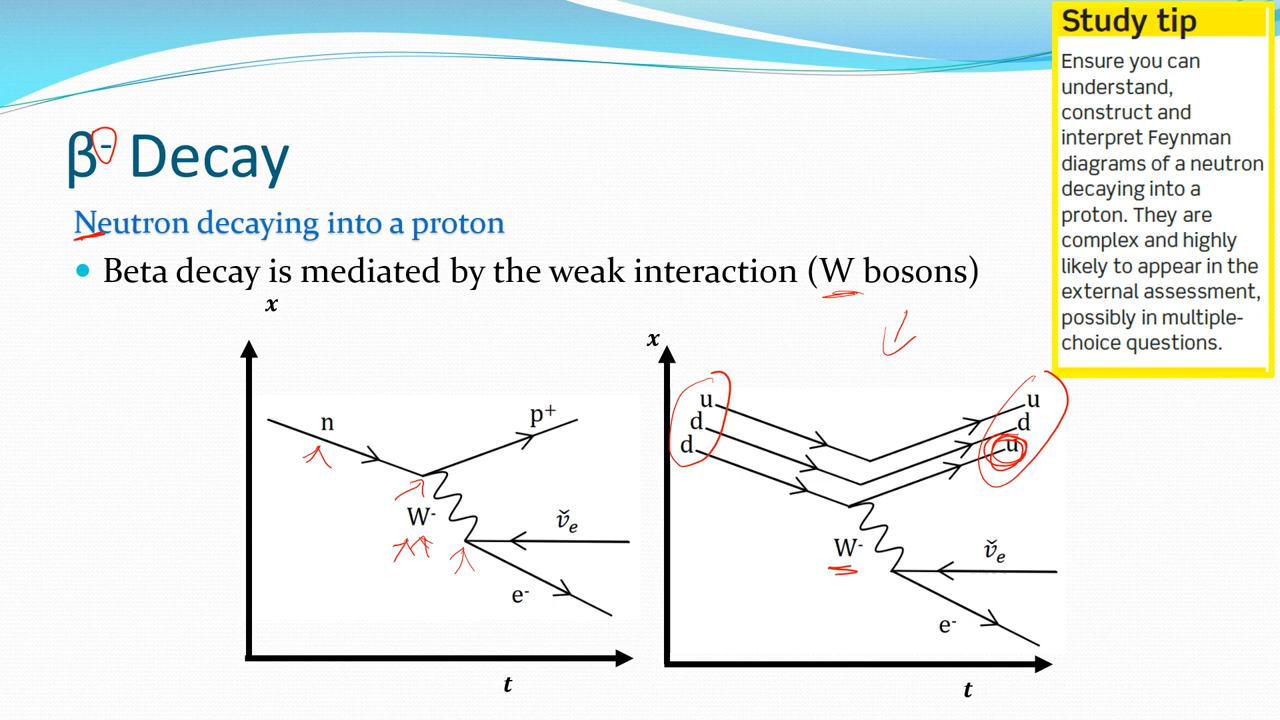 Study tip
Ensure you can
understand,
construct and
interpret Feynman
diagrams of a neutron
decaying into a
proton. They are
complex and highly
likely to appear in the
external assessment,
possibly in multiple-
choice questions.
β⁻ Decay
Neutron decaying into a proton
• Beta decay is mediated by the weak interaction (W bosons)
x
n
p⁺
W⁻
v̌ₑ
e⁻
t
x
u
d
d
u
d
u
W⁻
v̌ₑ
e⁻
t